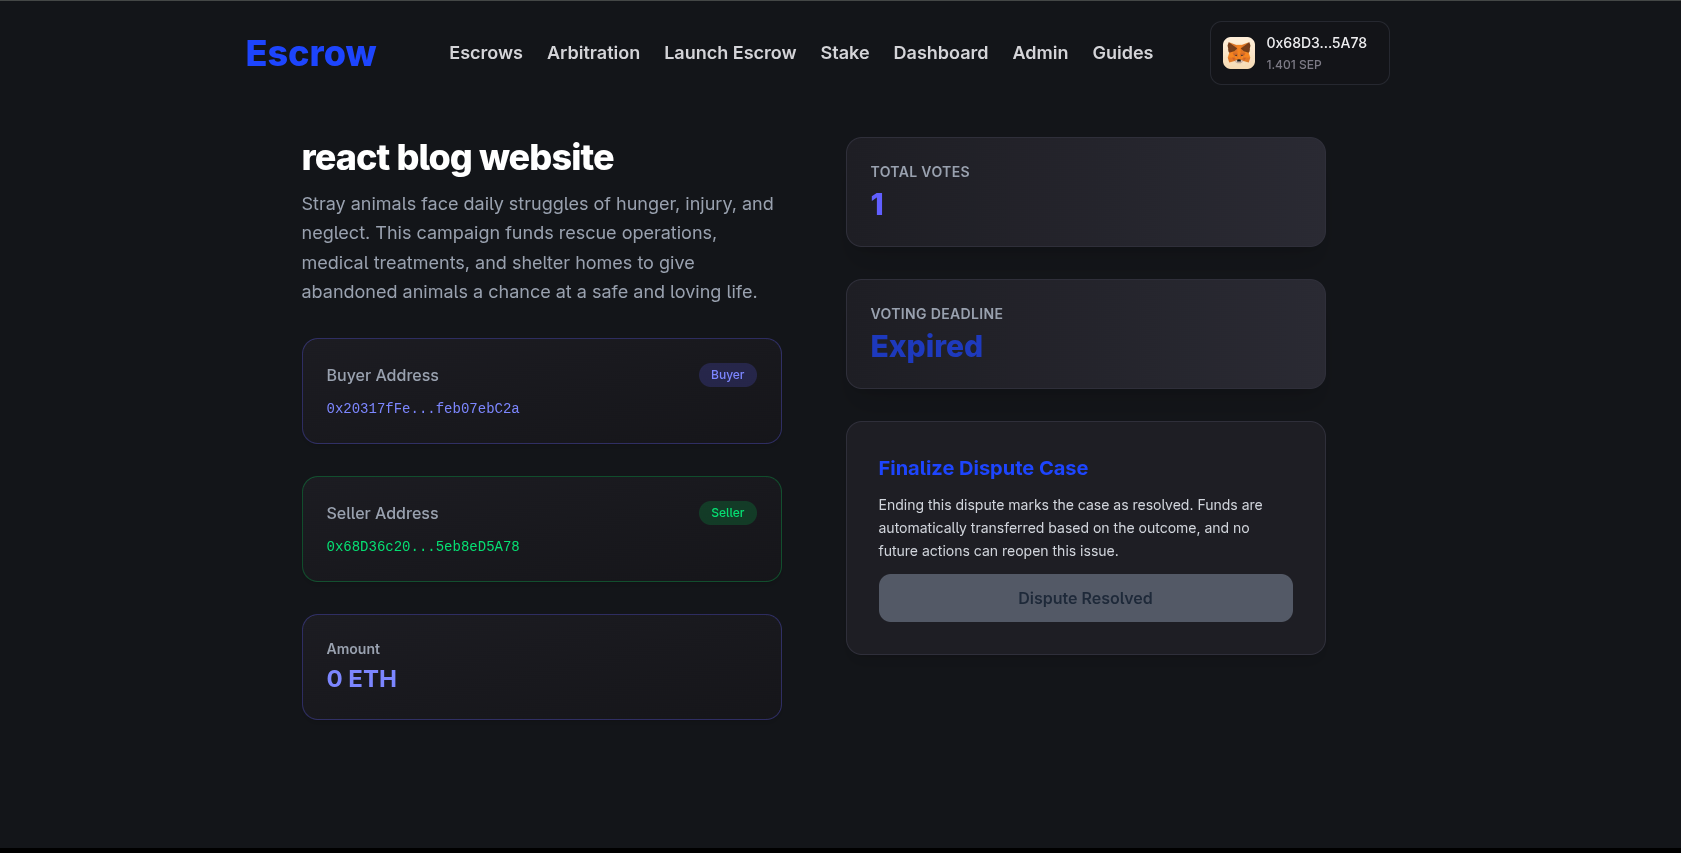 Escrow
Escrows Arbitration Launch Escrow Stake Dashboard Admin Guides
0x68D3...5A78
1.401 SEP
react blog website
Stray animals face daily struggles of hunger, injury, and
neglect. This campaign funds rescue operations,
medical treatments, and shelter homes to give
abandoned animals a chance at a safe and loving life.
Buyer Address
Buyer
0x20317fFe...feb07ebC2a
Seller Address
Seller
0x68D36c20...5eb8eD5A78
Amount
0 ETH
TOTAL VOTES
1
VOTING DEADLINE
Expired
Finalize Dispute Case
Ending this dispute marks the case as resolved. Funds are
automatically transferred based on the outcome, and no
future actions can reopen this issue.
Dispute Resolved